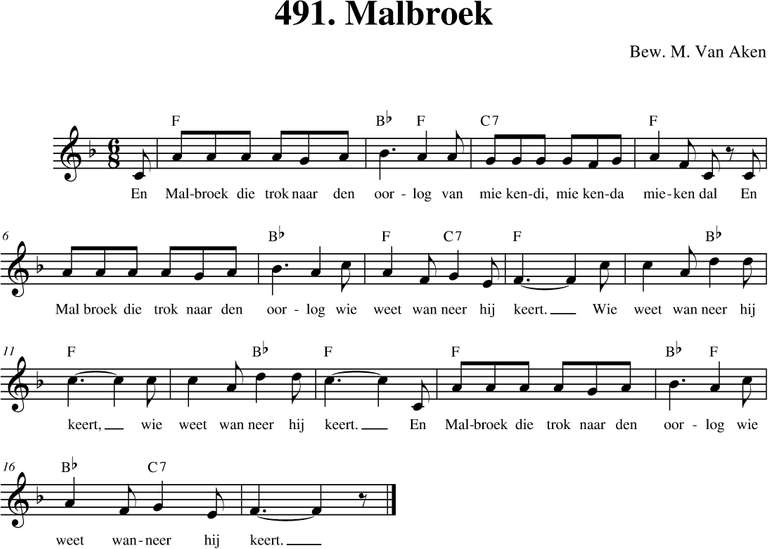 491. Malbroek
Bew. M. Van Aken
F B♭ F C7 F
En Mal-broek die trok naar den oor - log van mie ken-di, mie ken-da mie-ken dal En
6
B♭ F C7 F B♭
Mal broek die trok naar den oor - log wie weet wan neer hij keert. Wie weet wan neer hij
11
F B♭ F F B♭ F
keert, wie weet wan neer hij keert. En Mal-broek die trok naar den oor - log wie
16
B♭ C7
weet wan-neer hij keert.